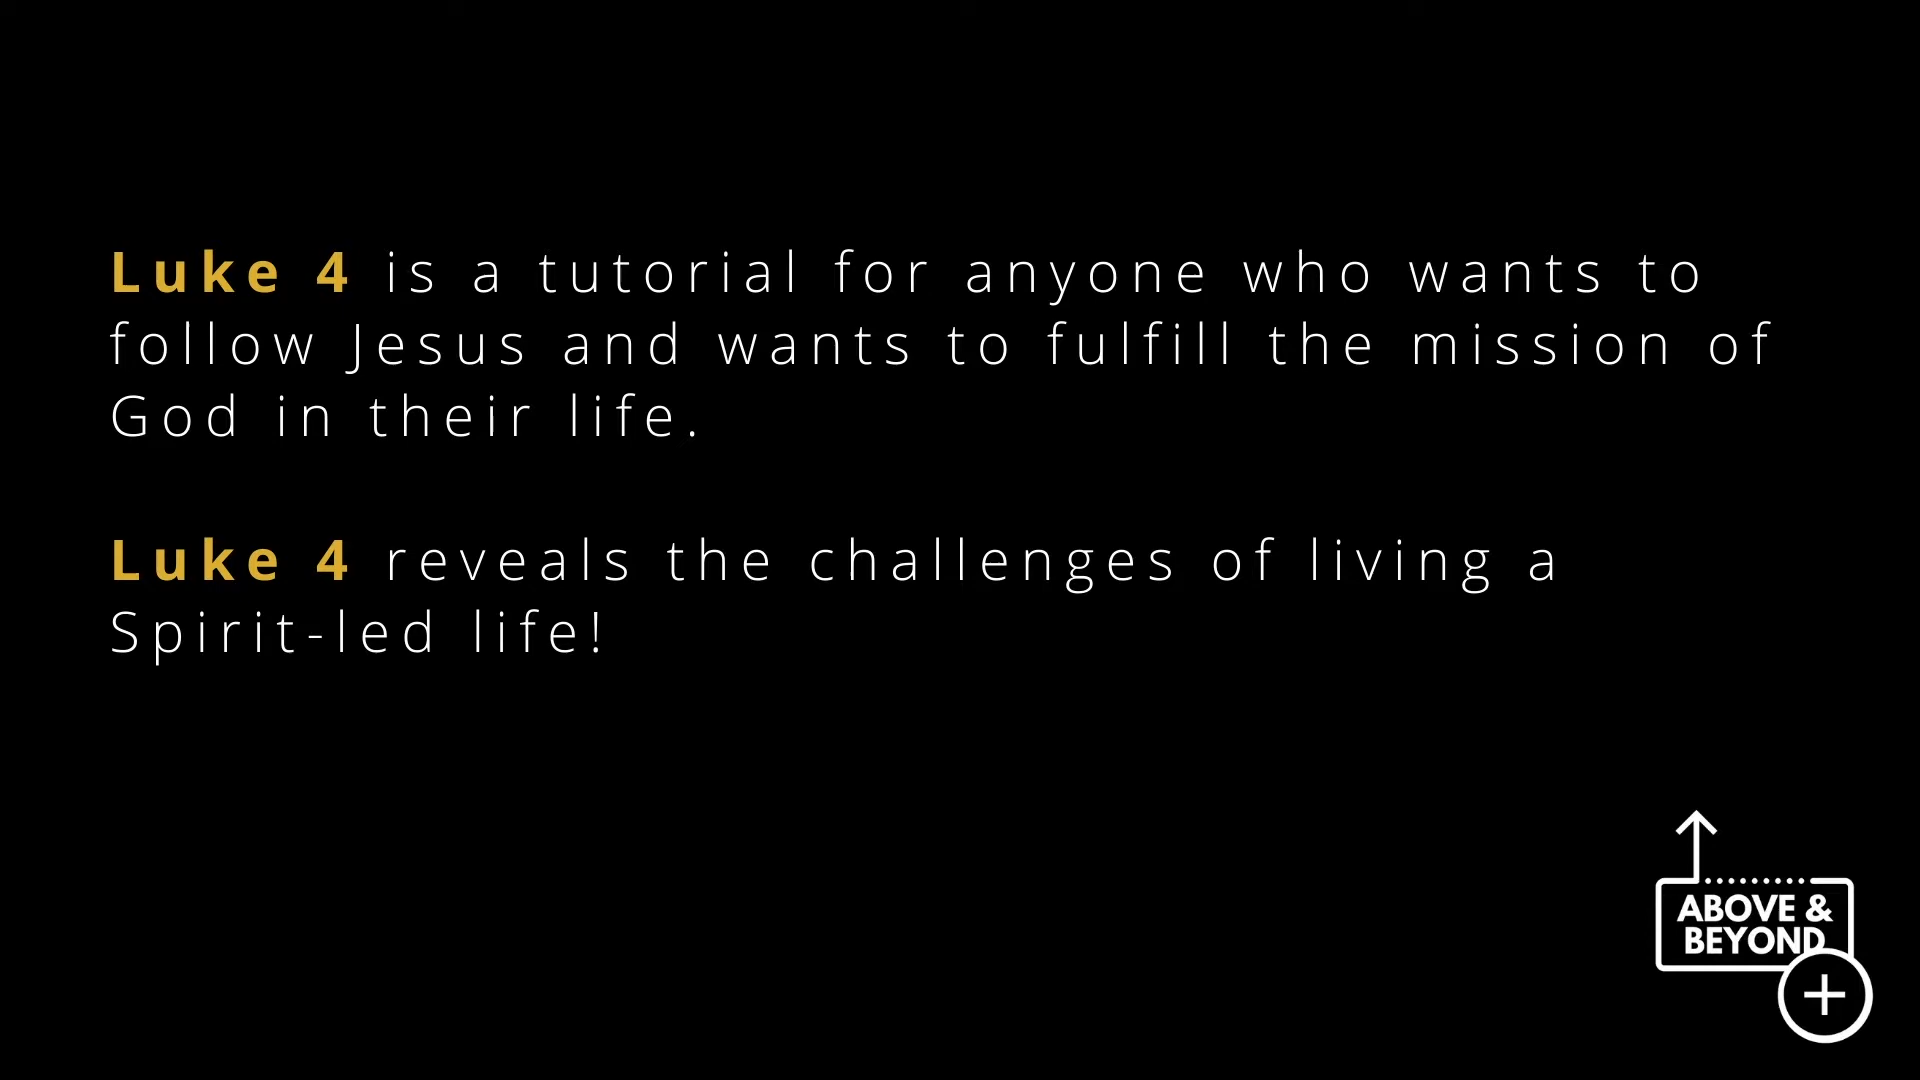 Luke 4 is a tutorial for anyone who wants to
follow Jesus and wants to fulfill the mission of
God in their life.
Luke 4 reveals the challenges of living a
Spirit-led life!
ABOVE &
BEYOND